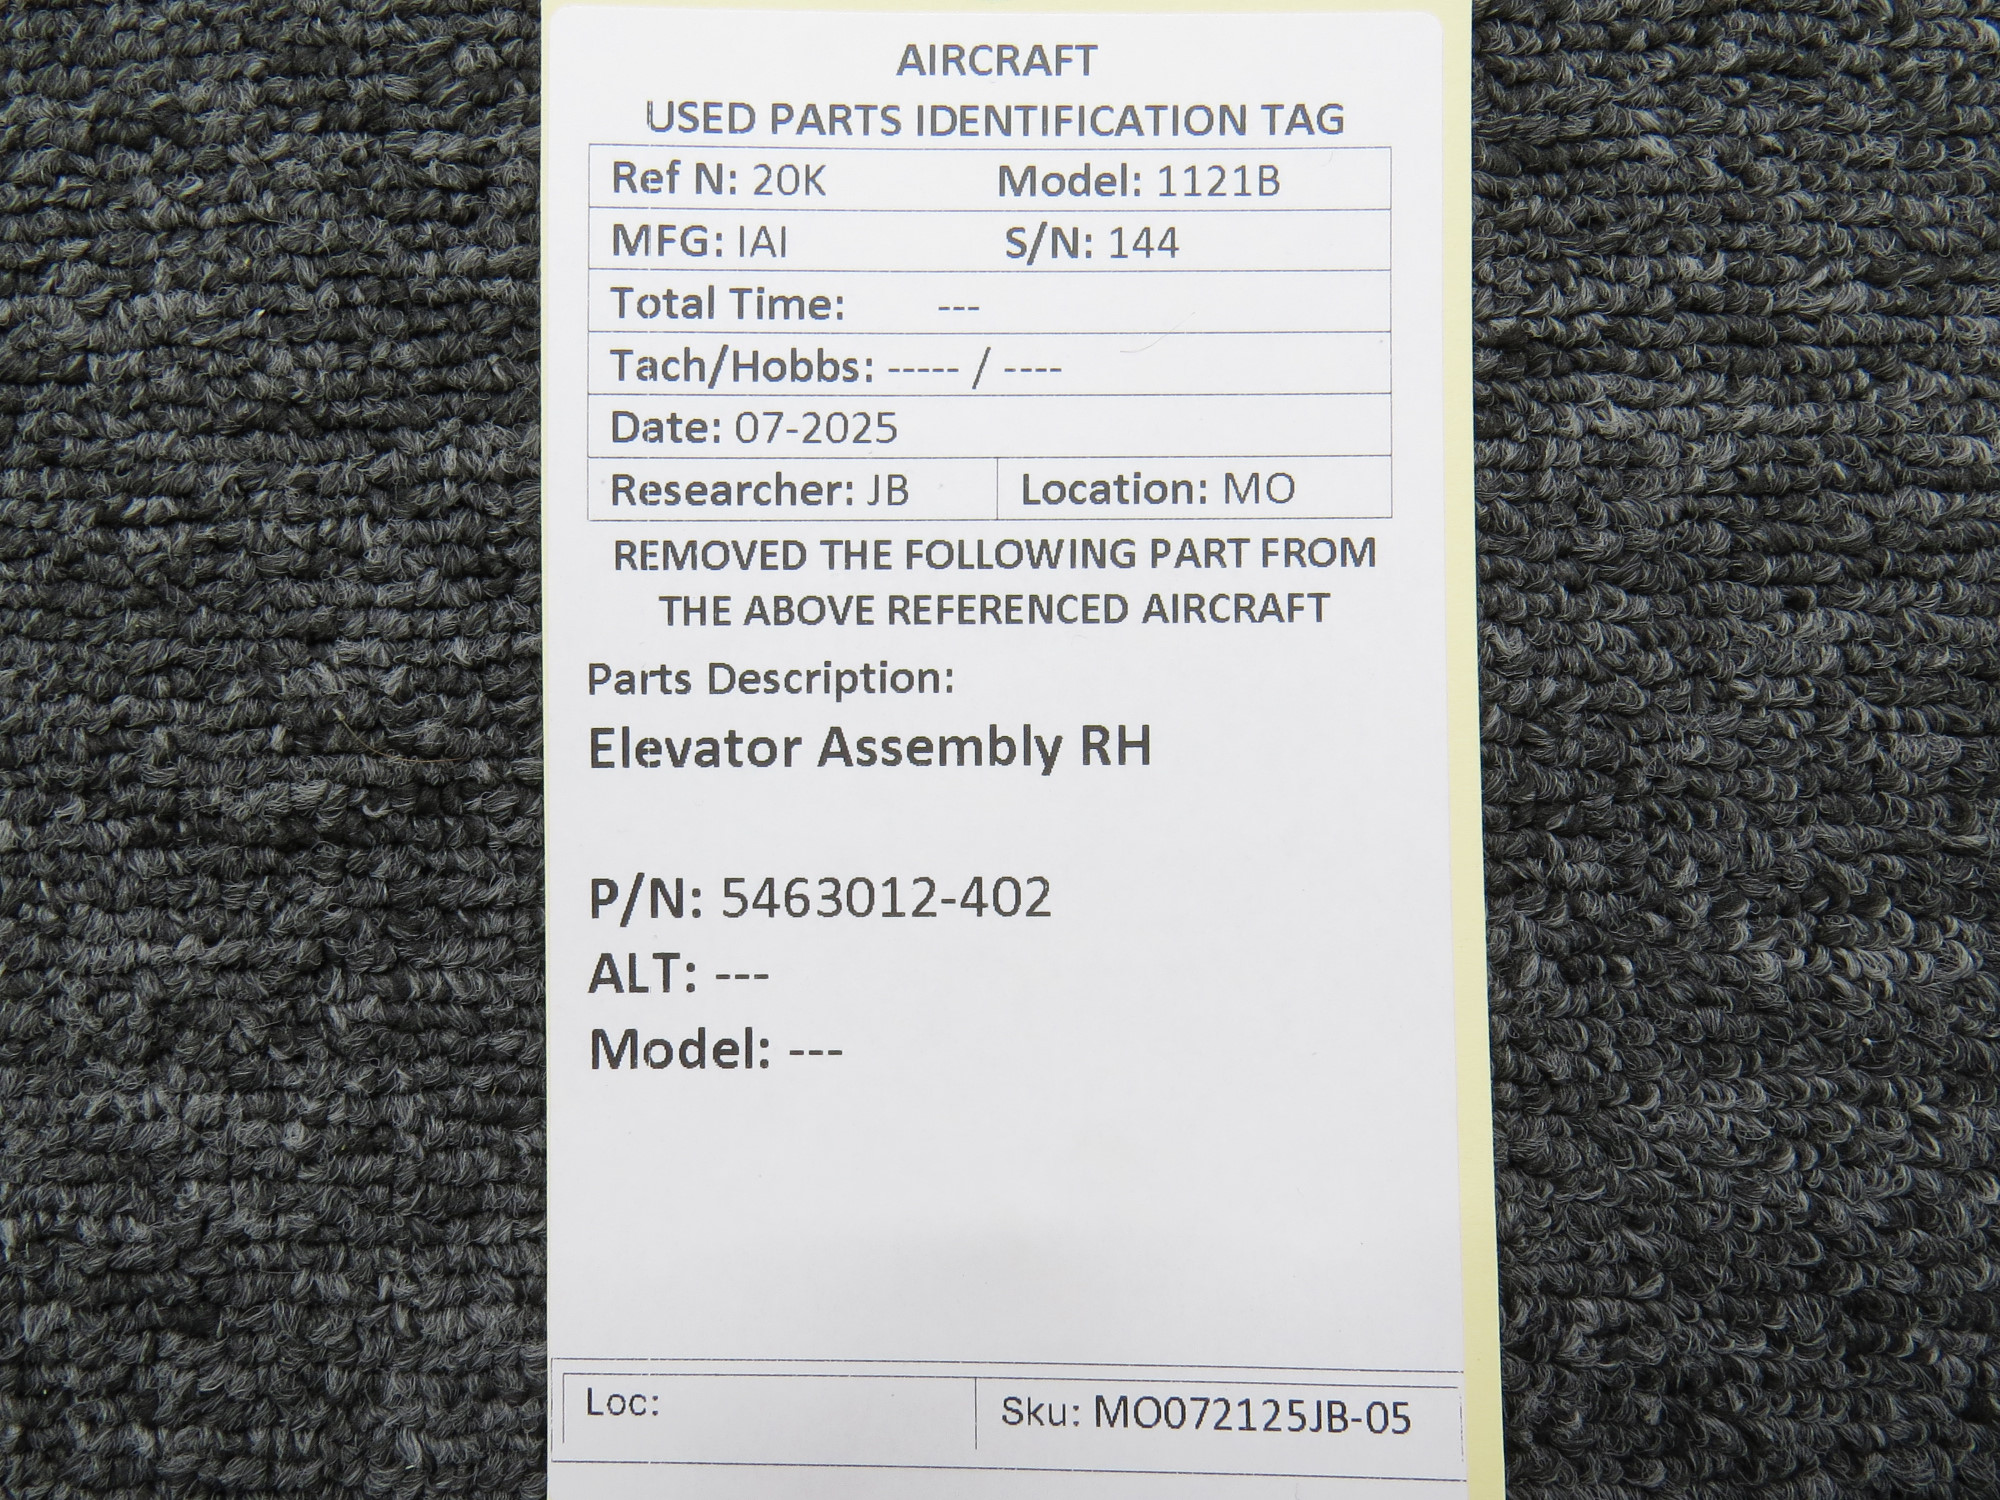 AIRCRAFT
USED PARTS IDENTIFICATION TAG
Ref N: 20K Model: 1121B
MFG: IAI S/N: 144
Total Time: ---
Tach/Hobbs: ----- / ----
Date: 07-2025
Researcher: JB Location: MO
REMOVED THE FOLLOWING PART FROM
THE ABOVE REFERENCED AIRCRAFT
Parts Description:
Elevator Assembly RH
P/N: 5463012-402
ALT: ---
Model: ---
Loc: Sku: MO072125JB-05